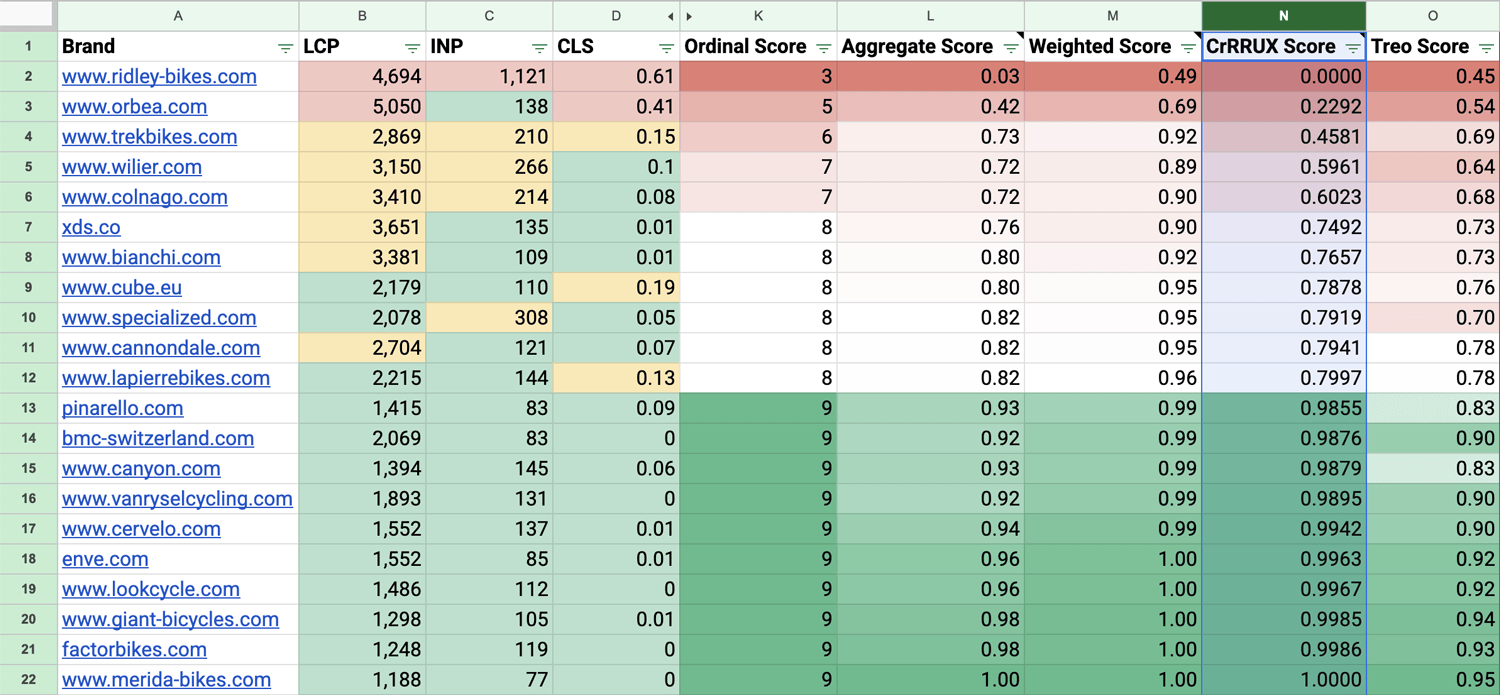 A B C D K L M N O
1 Brand LCP INP CLS Ordinal Score Aggregate Score Weighted Score CrRRUX Score Treo Score
2 www.ridley-bikes.com 4,694 1,121 0.61 3 0.03 0.49 0.0000 0.45
3 www.orbea.com 5,050 138 0.41 5 0.42 0.69 0.2292 0.54
4 www.trekbikes.com 2,869 210 0.15 6 0.73 0.92 0.4581 0.69
5 www.wilier.com 3,150 266 0.1 7 0.72 0.89 0.5961 0.64
6 www.colnago.com 3,410 214 0.08 7 0.72 0.90 0.6023 0.68
7 xds.co 3,651 135 0.01 8 0.76 0.90 0.7492 0.73
8 www.bianchi.com 3,381 109 0.01 8 0.80 0.92 0.7657 0.73
9 www.cube.eu 2,179 110 0.19 8 0.80 0.95 0.7878 0.76
10 www.specialized.com 2,078 308 0.05 8 0.82 0.95 0.7919 0.70
11 www.cannondale.com 2,704 121 0.07 8 0.82 0.95 0.7941 0.78
12 www.lapierrebikes.com 2,215 144 0.13 8 0.82 0.96 0.7997 0.78
13 pinarello.com 1,415 83 0.09 9 0.93 0.99 0.9855 0.83
14 bmc-switzerland.com 2,069 83 0 9 0.92 0.99 0.9876 0.90
15 www.canyon.com 1,394 145 0.06 9 0.93 0.99 0.9879 0.83
16 www.vanryselcycling.com 1,893 131 0 9 0.92 0.99 0.9895 0.90
17 www.cervelo.com 1,552 137 0.01 9 0.94 0.99 0.9942 0.90
18 enve.com 1,552 85 0.01 9 0.96 1.00 0.9963 0.92
19 www.lookcycle.com 1,486 112 0 9 0.96 1.00 0.9967 0.92
20 www.giant-bicycles.com 1,298 105 0.01 9 0.98 1.00 0.9985 0.94
21 factorbikes.com 1,248 119 0 9 0.98 1.00 0.9986 0.93
22 www.merida-bikes.com 1,188 77 0 9 1.00 1.00 1.0000 0.95